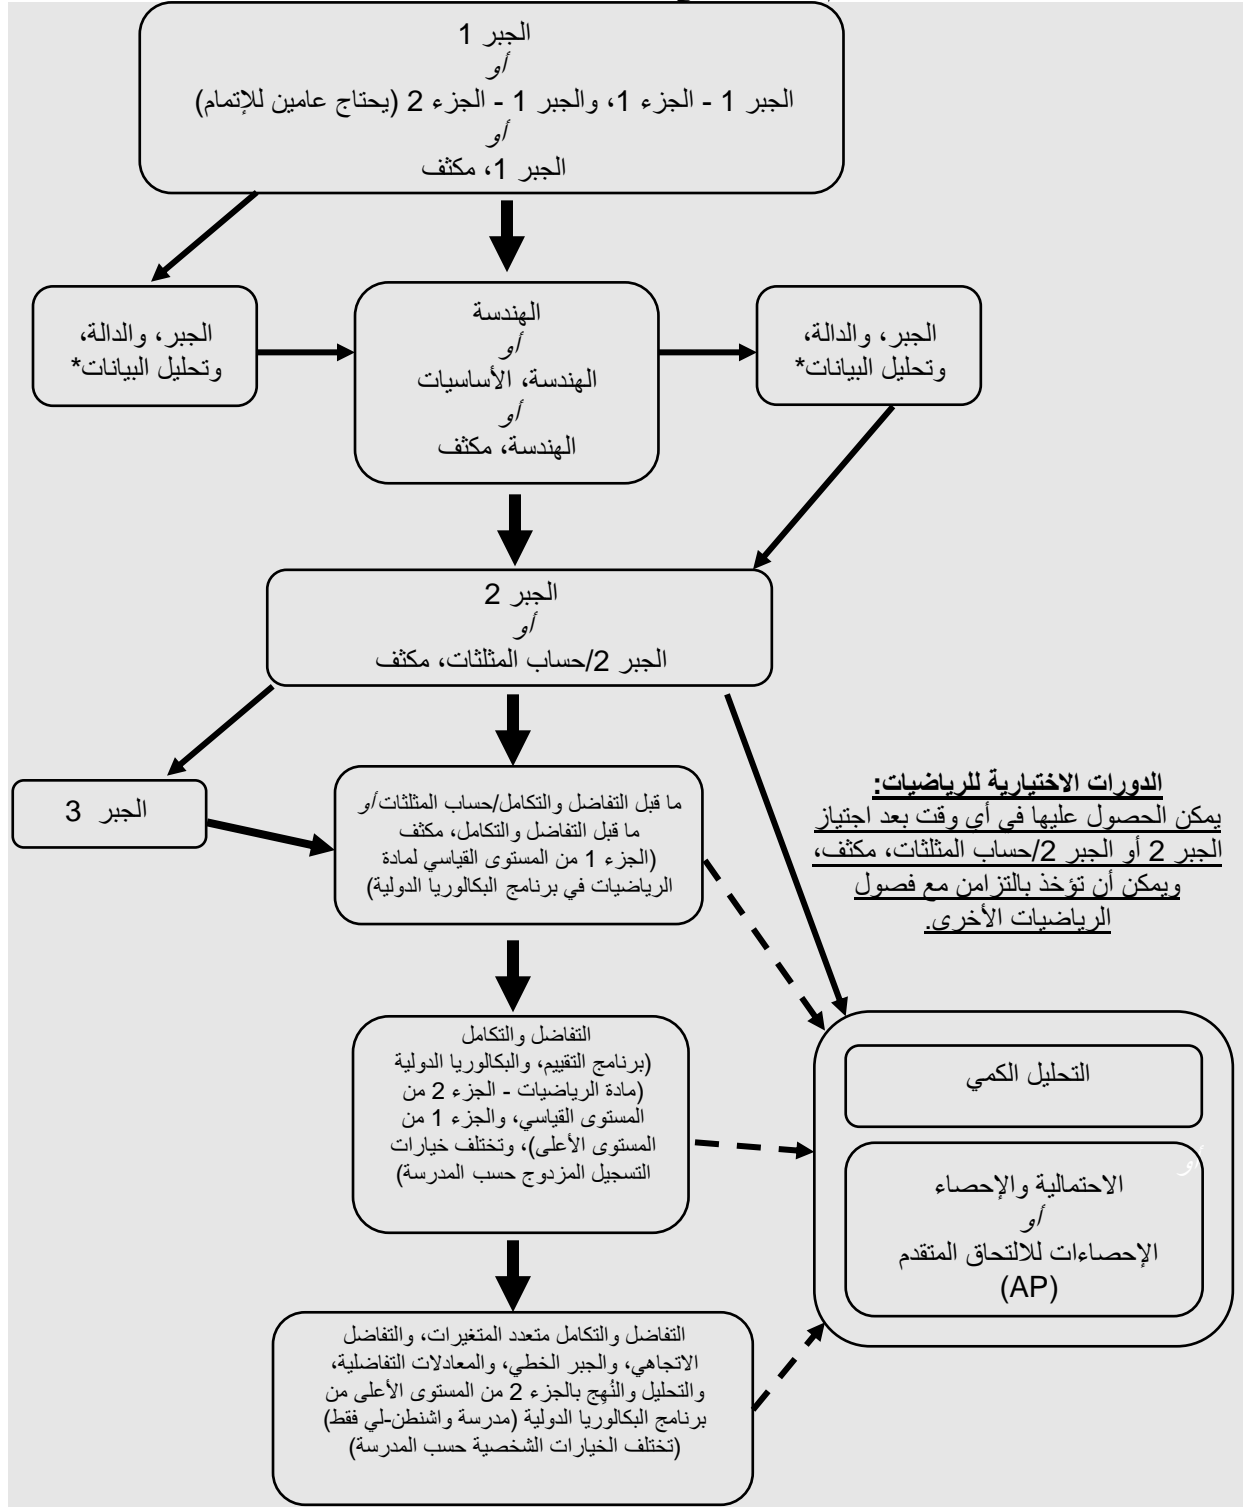 الجبر 1
أو
الجبر 1 - الجزء 1، والجبر 1 - الجزء 2 (يحتاج عامين للإتمام)
أو
الجبر 1، مكثف
الجبر، والدالة،
وتحليل البيانات*
الهندسة
أو
الهندسة، الأساسيات
أو
الهندسة، مكثف
الجبر، والدالة،
وتحليل البيانات*
الجبر 2
أو
الجبر 2/حساب المثلثات، مكثف
الجبر 3
ما قبل التفاضل والتكامل/حساب المثلثات أو
ما قبل التفاضل والتكامل، مكثف
(الجزء 1 من المستوى القياسي لمادة
الرياضيات في برنامج البكالوريا الدولية)
الدورات الاختيارية للرياضيات:
يمكن الحصول عليها في أي وقت بعد اجتياز
الجبر 2 أو الجبر 2/حساب المثلثات، مكثف،
ويمكن أن تؤخذ بالتزامن مع فصول
الرياضيات الأخرى.
التفاضل والتكامل
(برنامج التقييم، والبكالوريا الدولية
(مادة الرياضيات - الجزء 2 من
المستوى القياسي، والجزء 1 من
المستوى الأعلى)، وتختلف خيارات
التسجيل المزدوج حسب المدرسة)
التحليل الكمي
أو
الاحتمالية والإحصاء
أو
الإحصاءات للالتحاق المتقدم
(AP)
التفاضل والتكامل متعدد المتغيرات، والتفاضل
الاتجاهي، والجبر الخطي، والمعادلات التفاضلية،
والتحليل والنُهج بالجزء 2 من المستوى الأعلى من
برنامج البكالوريا الدولية (مدرسة واشنطن-لي فقط)
(تختلف الخيارات الشخصية حسب المدرسة)